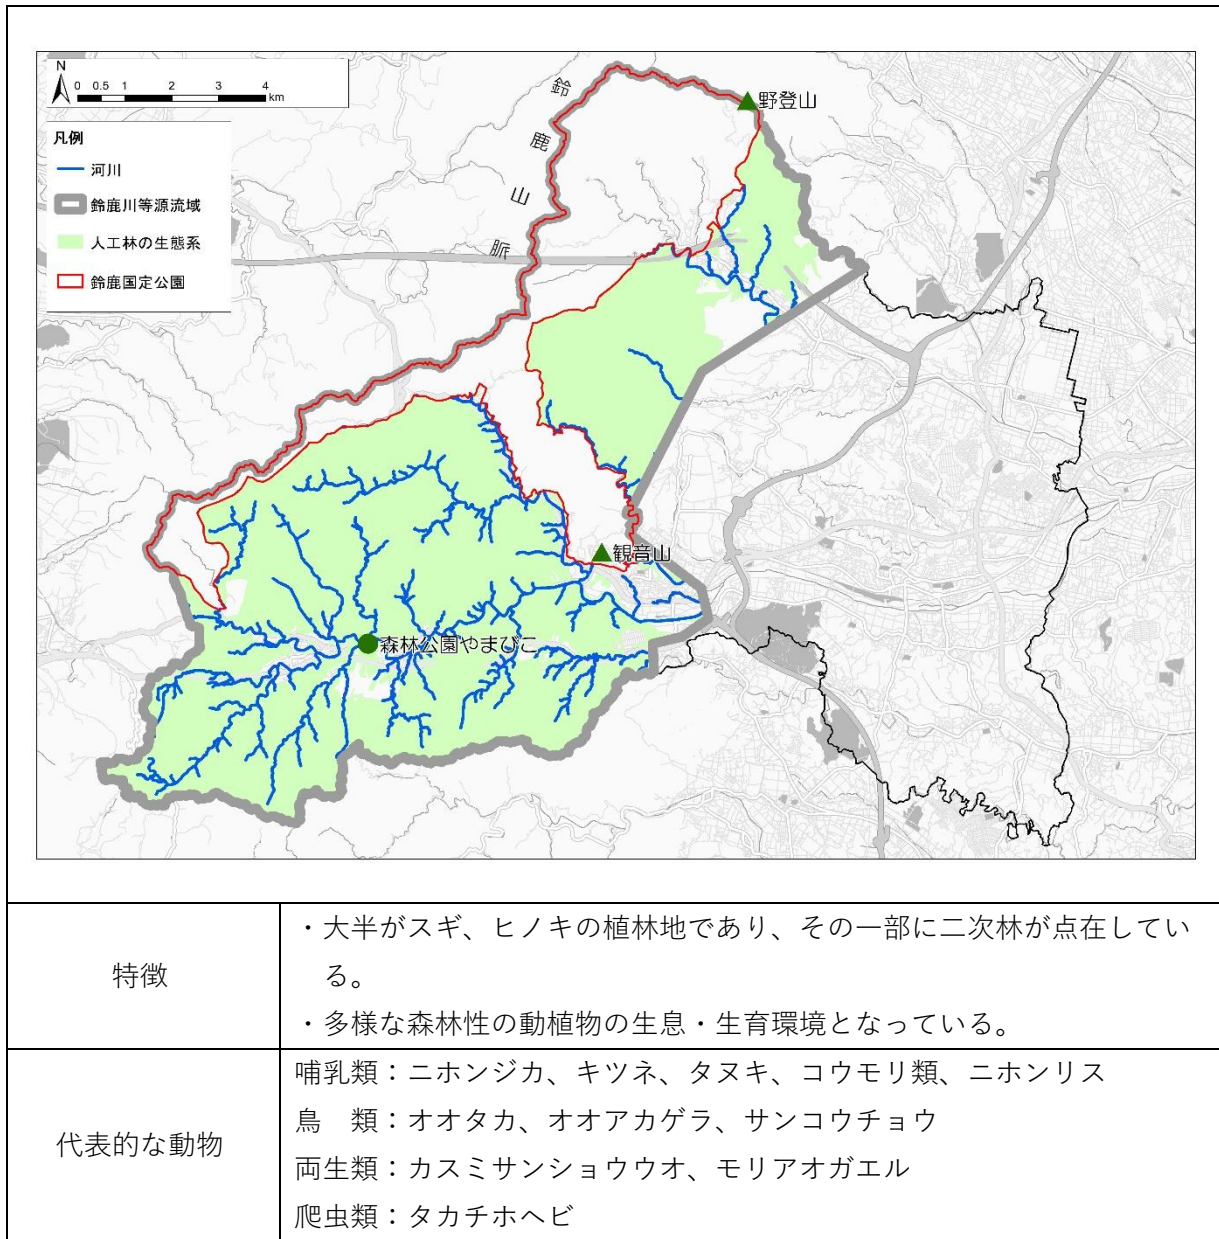 N
0 0.5 1 2 3 4
km
凡例
河川
鈴鹿川等源流域
人工林の生態系
鈴鹿国定公園
鈴鹿山脈
野登山
観音山
森林公園やまびこ
特徴
・大半がスギ、ヒノキの植林地であり、その一部に二次林が点在してい
る。
・多様な森林性の動植物の生息・生育環境となっている。
代表的な動物
哺乳類：ニホンジカ、キツネ、タヌキ、コウモリ類、ニホンリス
鳥　類：オオタカ、オオアカゲラ、サンコウチョウ
両生類：カスミサンショウウオ、モリアオガエル
爬虫類：タカチホヘビ